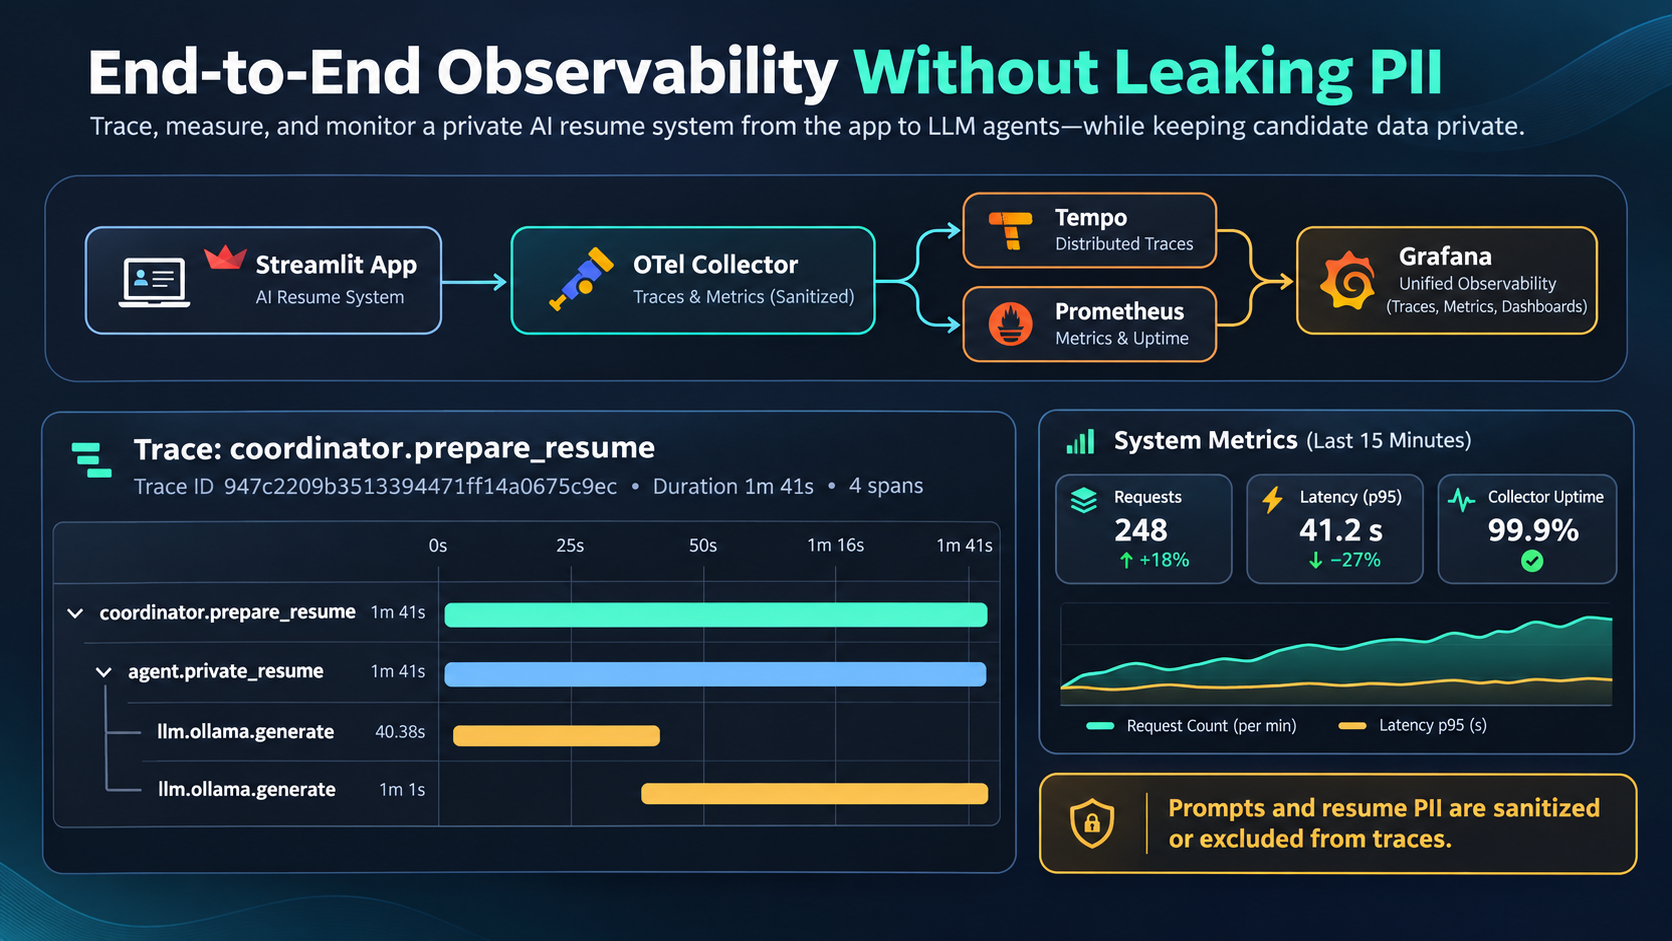 End-to-End Observability Without Leaking PII
Trace, measure, and monitor a private AI resume system from the app to LLM agents—while keeping candidate data private.
Streamlit App
AI Resume System
OTel Collector
Traces & Metrics (Sanitized)
Tempo
Distributed Traces
Prometheus
Metrics & Uptime
Grafana
Unified Observability
(Traces, Metrics, Dashboards)
Trace: coordinator.prepare_resume
Trace ID 947c2209b3513394471ff14a0675c9ec • Duration 1m 41s • 4 spans
0s 25s 50s 1m 16s 1m 41s
coordinator.prepare_resume 1m 41s
agent.private_resume 1m 41s
llm.ollama.generate 40.38s
llm.ollama.generate 1m 1s
System Metrics (Last 15 Minutes)
Requests
248
↑ +18%
Latency (p95)
41.2 s
↓ −27%
Collector Uptime
99.9%
Request Count (per min) Latency p95 (s)
Prompts and resume PII are sanitized
or excluded from traces.